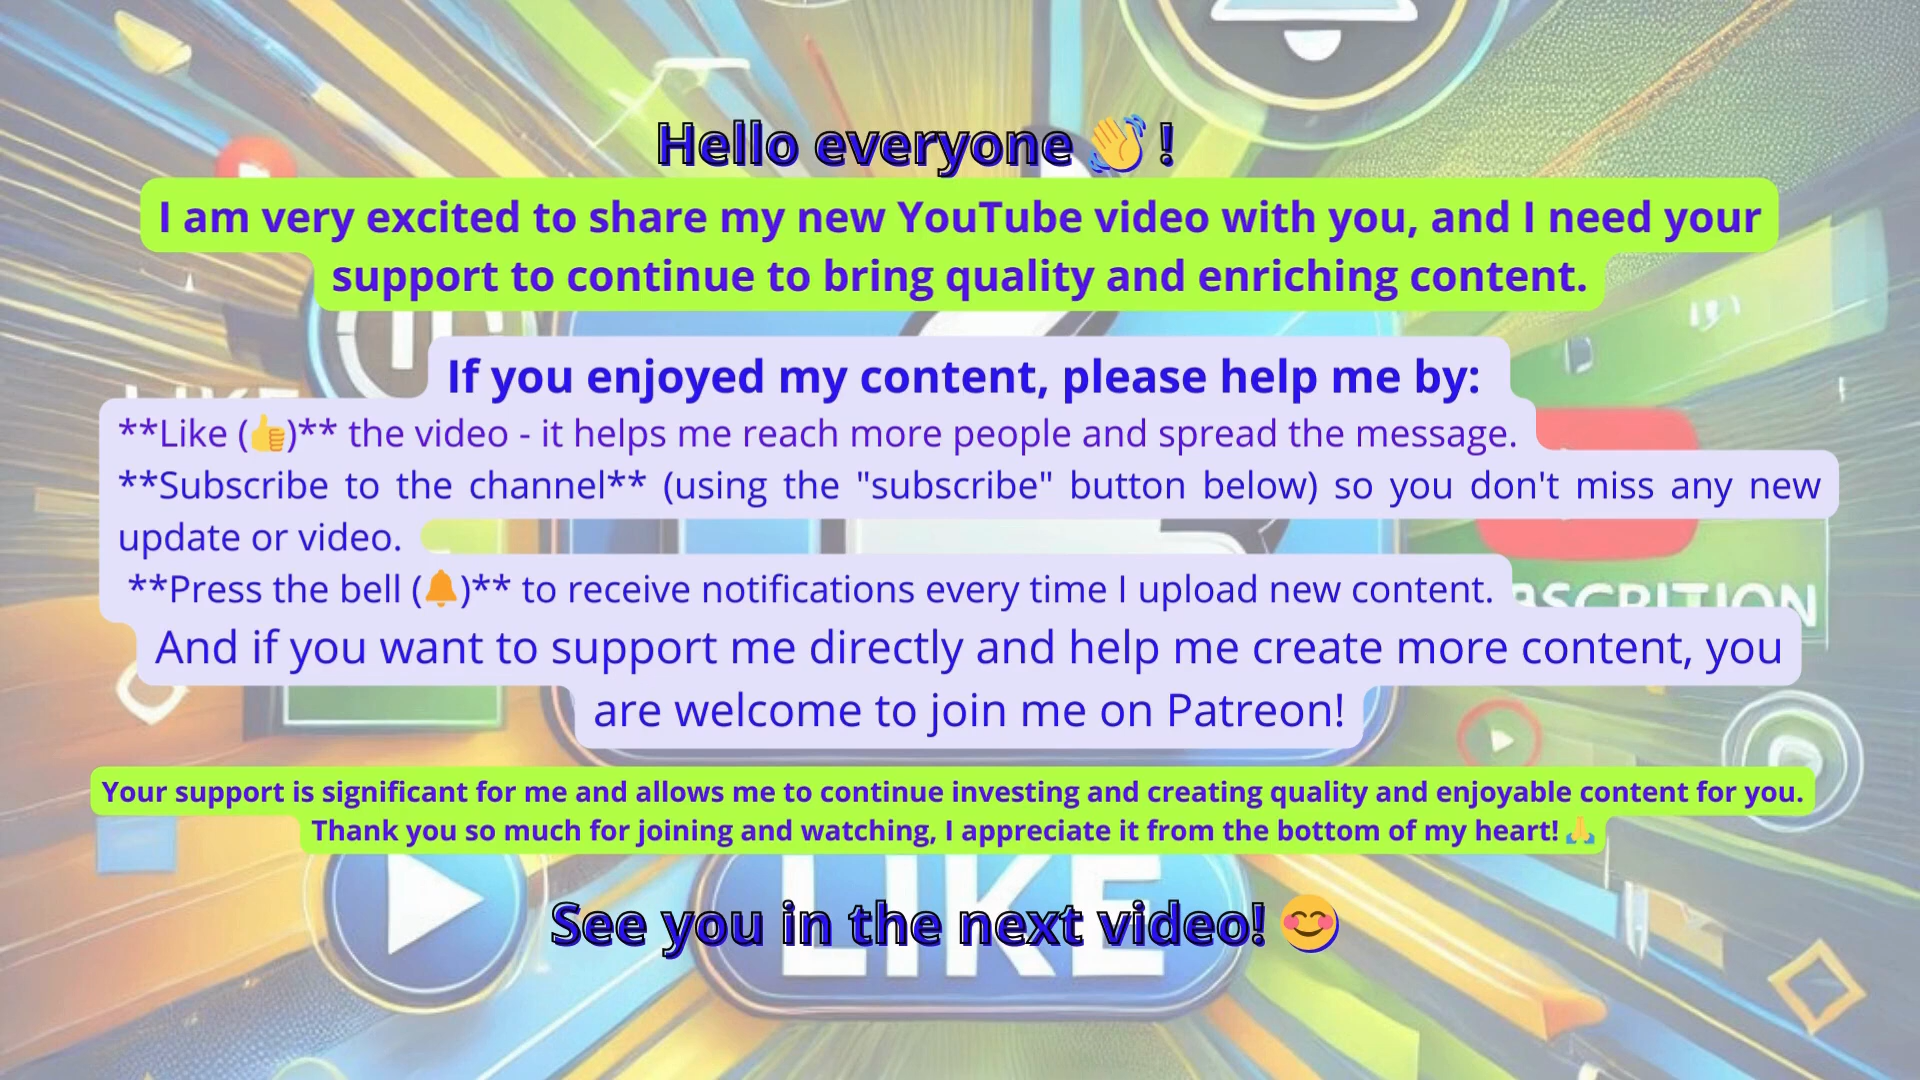 Hello everyone 👋 !
I am very excited to share my new YouTube video with you, and I need your
support to continue to bring quality and enriching content.
If you enjoyed my content, please help me by:
**Like (👍)** the video - it helps me reach more people and spread the message.
**Subscribe to the channel** (using the "subscribe" button below) so you don't miss any new
update or video.
**Press the bell (🔔)** to receive notifications every time I upload new content.
And if you want to support me directly and help me create more content, you
are welcome to join me on Patreon!
Your support is significant for me and allows me to continue investing and creating quality and enjoyable content for you.
Thank you so much for joining and watching, I appreciate it from the bottom of my heart! 🙏
See you in the next video! 😊
LIKE